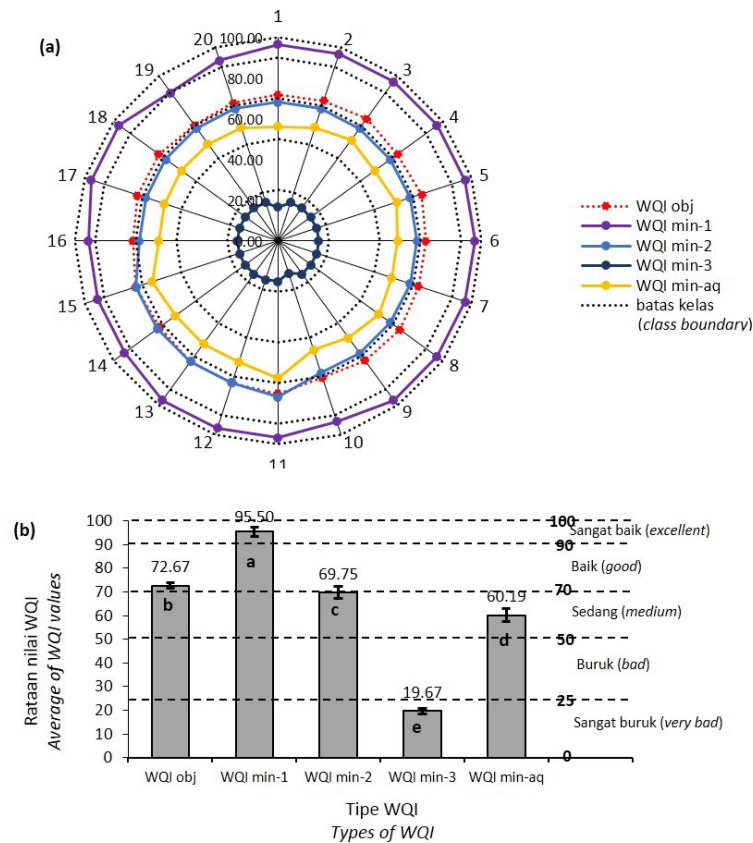 (a)
1
2
3
4
5
6
7
8
9
10
11
12
13
14
15
16
17
18
19
20
100.00
80.00
60.00
40.00
20.00
0.00
WQI obj
WQI min-1
WQI min-2
WQI min-3
WQI min-aq
batas kelas
(class boundary)
(b)
Rataan nilai WQI
Average of WQI values
100
90
80
70
60
50
40
30
20
10
0
72.67
b
95.50
a
69.75
c
19.67
e
60.19
d
100
Sangat baik (excellent)
90
Baik (good)
70
Sedang (medium)
50
Buruk (bad)
25
Sangat buruk (very bad)
0
WQI obj WQI min-1 WQI min-2 WQI min-3 WQI min-aq
Tipe WQI
Types of WQI